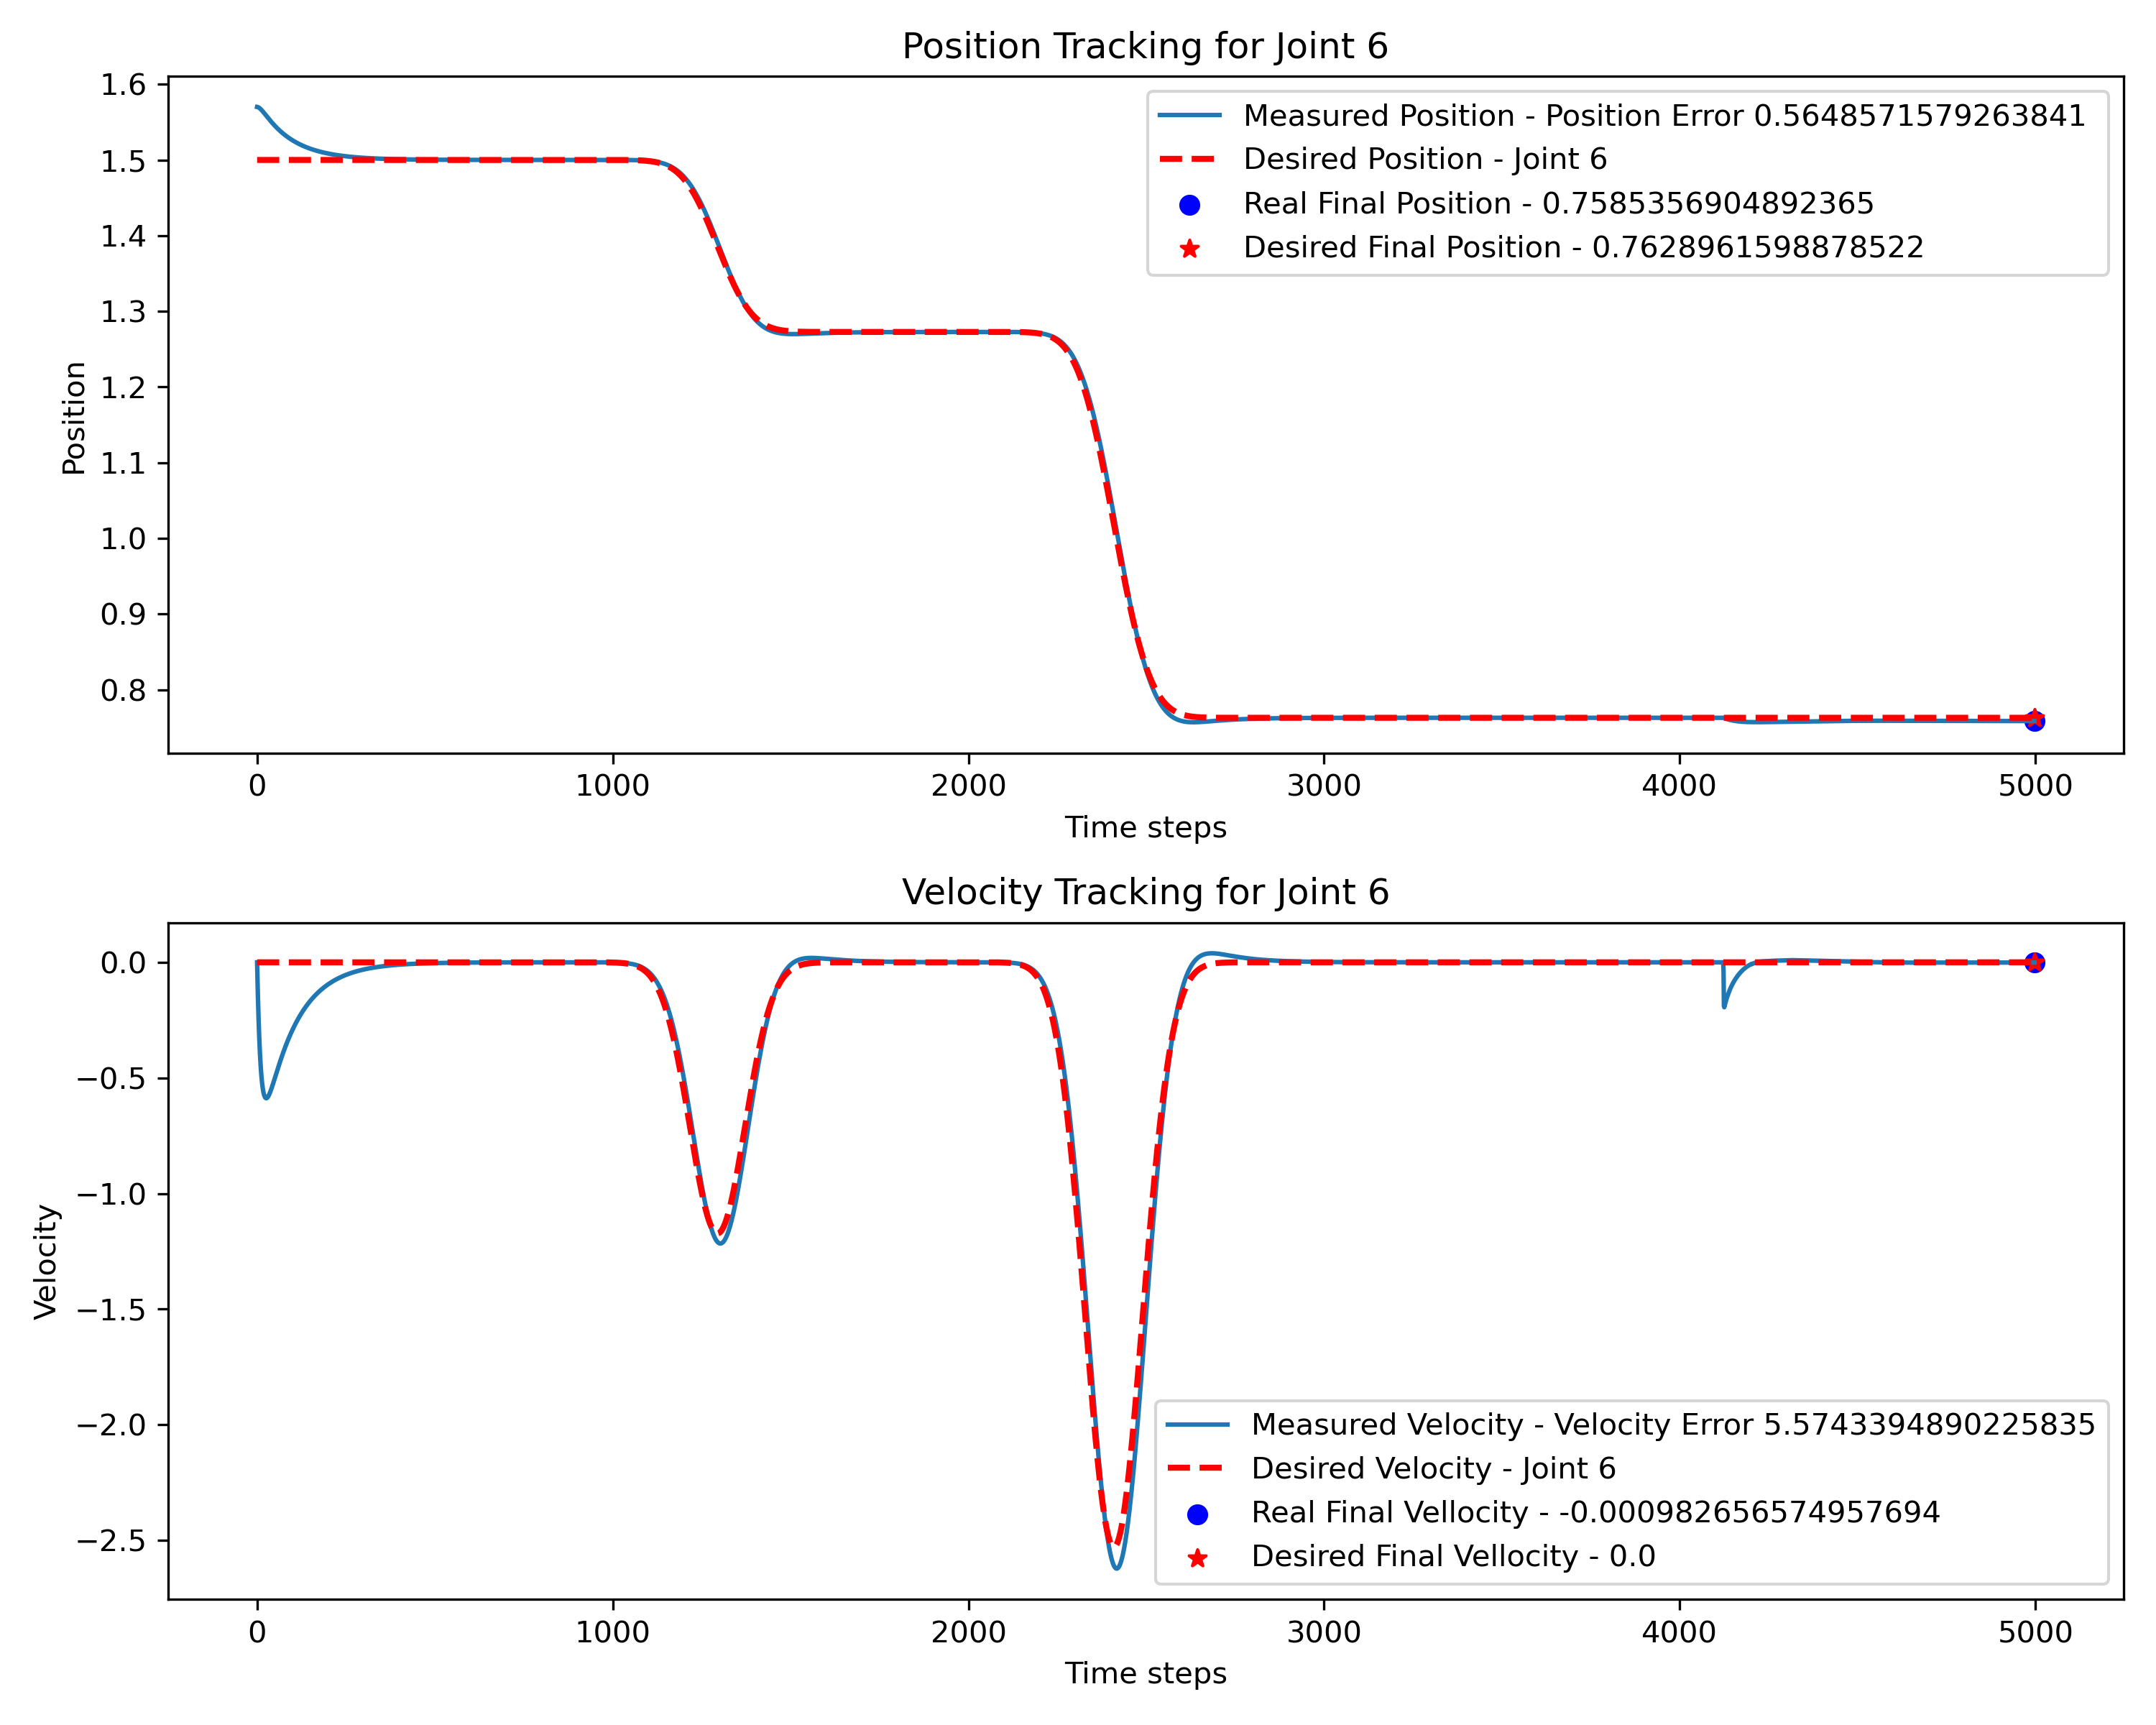 Position Tracking for Joint 6
1.6
1.5
1.4
1.3
1.2
1.1
1.0
0.9
0.8
Position
Measured Position - Position Error 0.5648571579263841
Desired Position - Joint 6
Real Final Position - 0.7585356904892365
Desired Final Position - 0.7628961598878522
0 1000 2000 3000 4000 5000
Time steps
Velocity Tracking for Joint 6
0.0
−0.5
−1.0
−1.5
−2.0
−2.5
Velocity
Measured Velocity - Velocity Error 5.5743394890225835
Desired Velocity - Joint 6
Real Final Vellocity - -0.000982656574957694
Desired Final Vellocity - 0.0
0 1000 2000 3000 4000 5000
Time steps